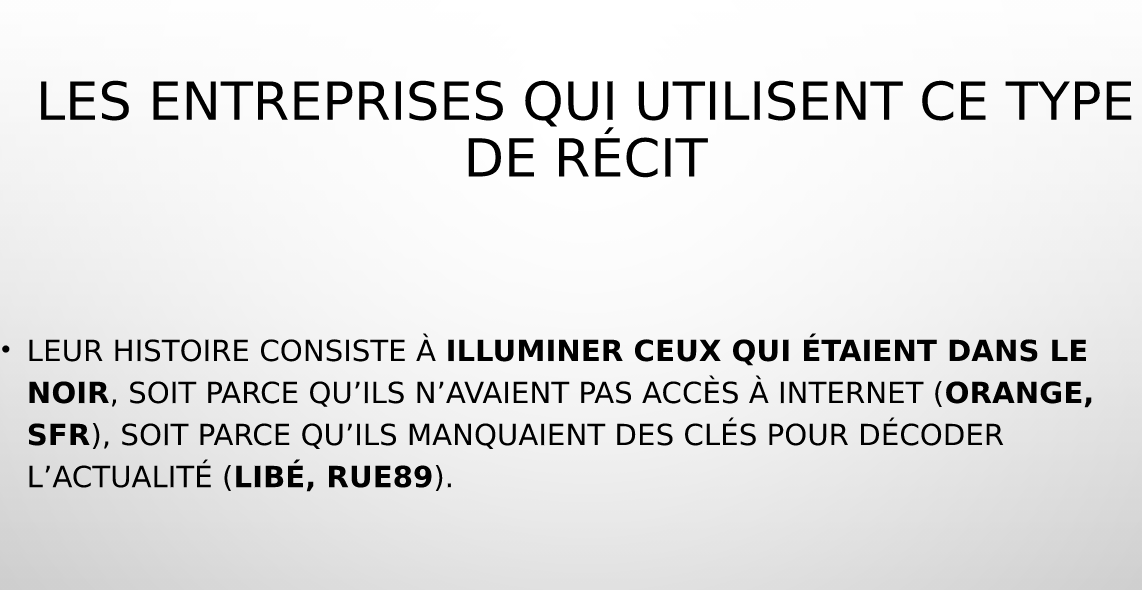 LES ENTREPRISES QUI UTILISENT CE TYPE
DE RÉCIT
• LEUR HISTOIRE CONSISTE À ILLUMINER CEUX QUI ÉTAIENT DANS LE
NOIR, SOIT PARCE QU’ILS N’AVAIENT PAS ACCÈS À INTERNET (ORANGE,
SFR), SOIT PARCE QU’ILS MANQUAIENT DES CLÉS POUR DÉCODER
L’ACTUALITÉ (LIBÉ, RUE89).